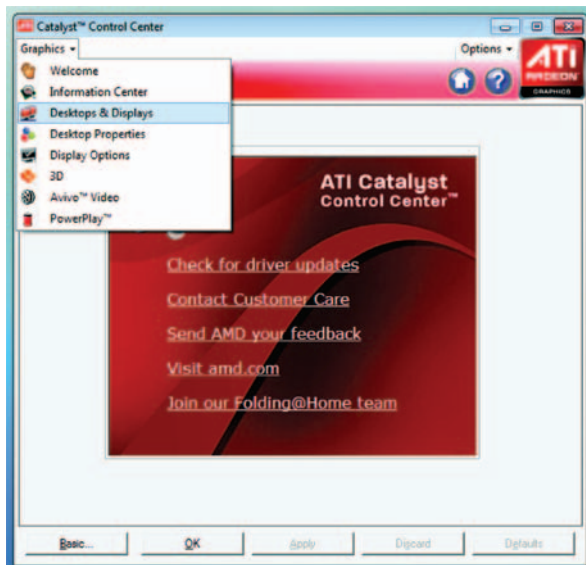 Catalyst™ Control Center
Graphics
Options
ATI
RADEON
GRAPHICS
Welcome
Information Center
Desktops & Displays
Desktop Properties
Display Options
3D
Avivo™ Video
PowerPlay™
ATI Catalyst
Control Center™
Check for driver updates
Contact Customer Care
Send AMD your feedback
Visit amd.com
Join our Folding@Home team
Basic...
OK
Apply
Discard
Defaults